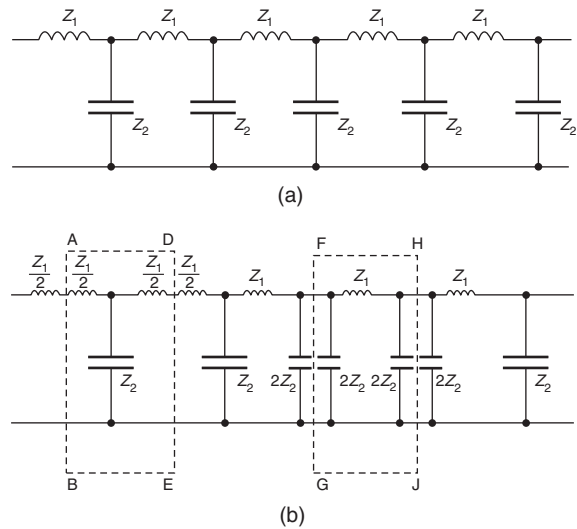 Z1 Z1 Z1 Z1 Z1
Z2 Z2 Z2 Z2 Z2
(a)
A D F H
Z1/2 Z1/2 Z1/2 Z1/2 Z1 Z1 Z1
Z2 Z2 2Z2 2Z2 2Z2 2Z2 Z2
B E G J
(b)